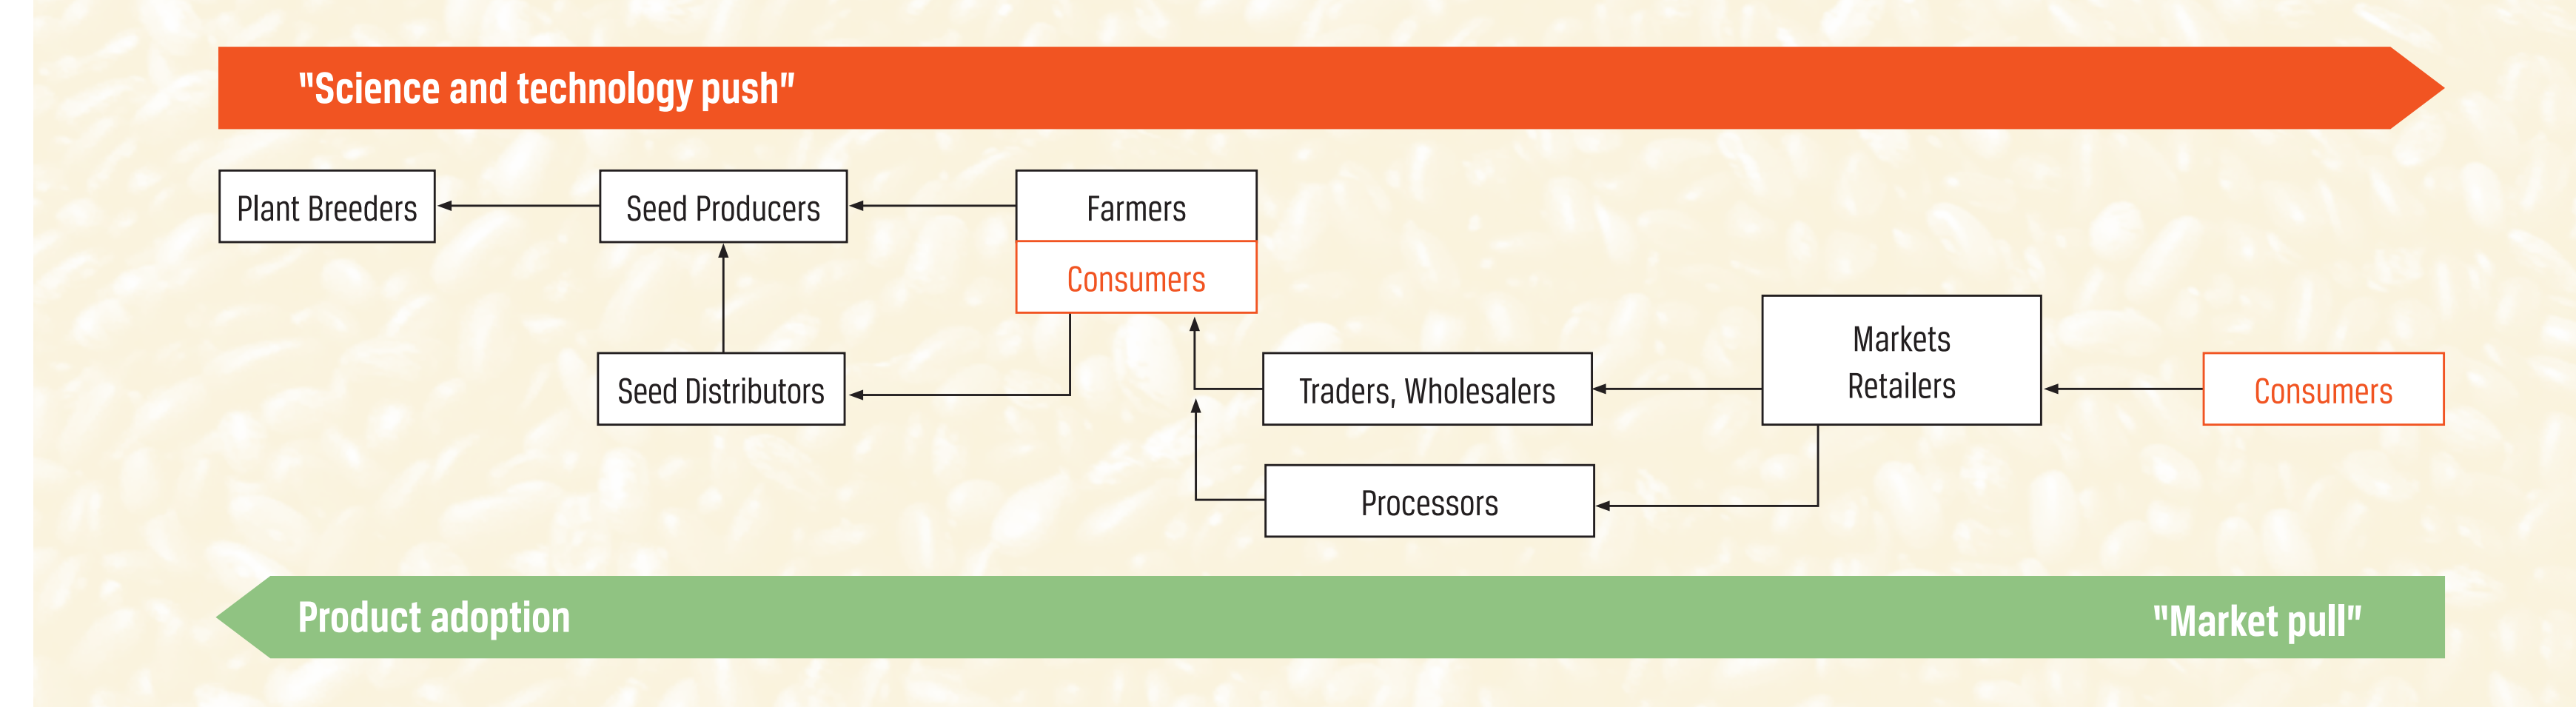 "Science and technology push"
Plant Breeders
Seed Producers
Farmers
Consumers
Seed Distributors
Traders, Wholesalers
Markets
Retailers
Consumers
Processors
Product adoption
"Market pull"